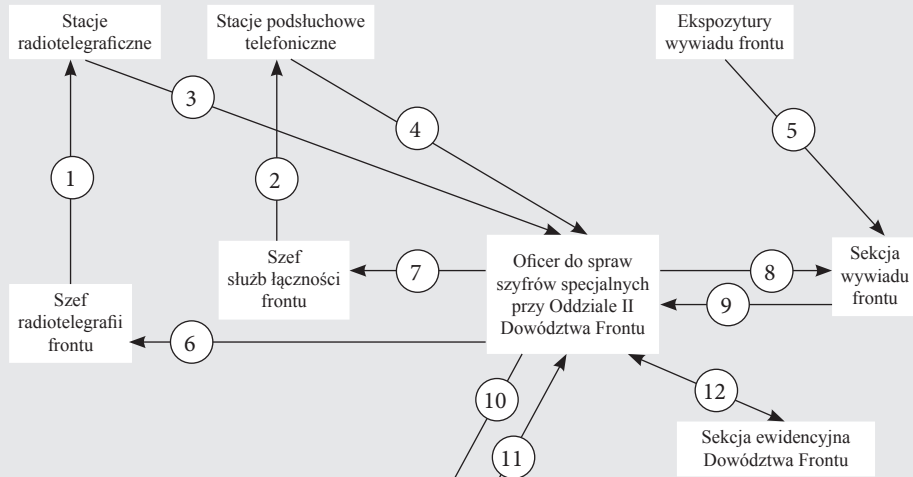 Stacje
radiotelegraficzne
Stacje podsłuchowe
telefoniczne
Ekspozytury
wywiadu frontu
3
4
5
1
2
Szef
służb łączności
frontu
7
Oficer do spraw
szyfrów specjalnych
przy Oddziale II
Dowództwa Frontu
8
9
Sekcja
wywiadu
frontu
Szef
radiotelegrafii
frontu
6
10
12
11
Sekcja ewidencyjna
Dowództwa Frontu